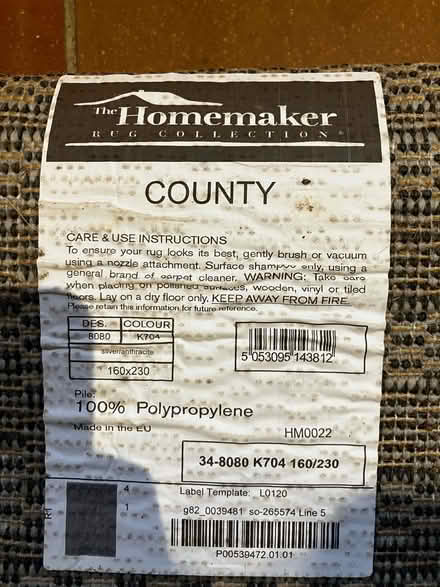 The Homemaker
RUG COLLECTION®
COUNTY
CARE & USE INSTRUCTIONS
To ensure your rug looks its best, gently brush or vacuum
using a nozzle attachment. Surface shampoo only, using a
general brand of carpet cleaner. WARNING: Take care
when placing on polished surfaces, wooden, vinyl or tiled
floors. Lay on a dry floor only. KEEP AWAY FROM FIRE.
Please retain this information for future reference.
DES. COLOUR
8080 K704
silver/anthracite
160x230
5 053095 143812
Pile:
100% Polypropylene
Made in the EU
HM0022
34-8080 K704 160/230
Label Template: L0120
4
1
g82_0039481 so-265574 Line 5
P00539472.01.01